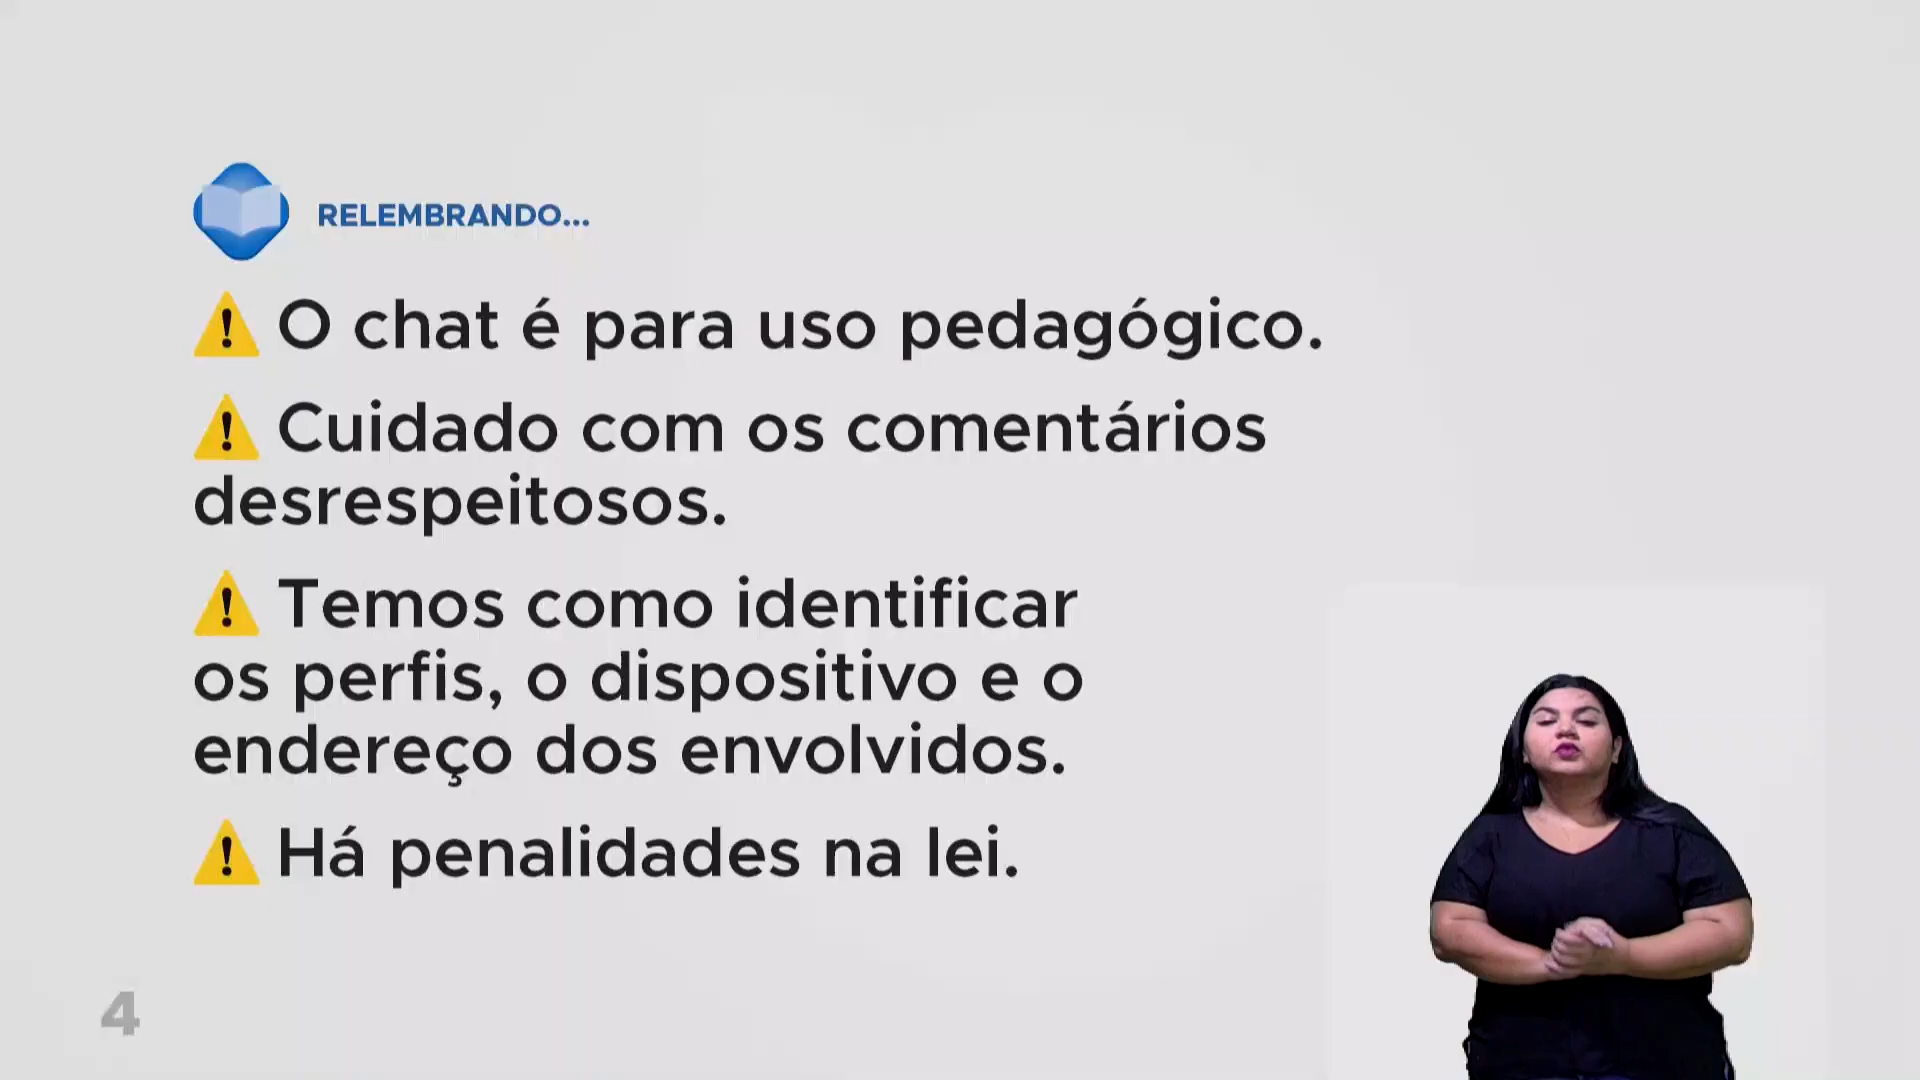 RELEMBRANDO...
⚠ O chat é para uso pedagógico.
⚠ Cuidado com os comentários
desrespeitosos.
⚠ Temos como identificar
os perfis, o dispositivo e o
endereço dos envolvidos.
⚠ Há penalidades na lei.
4